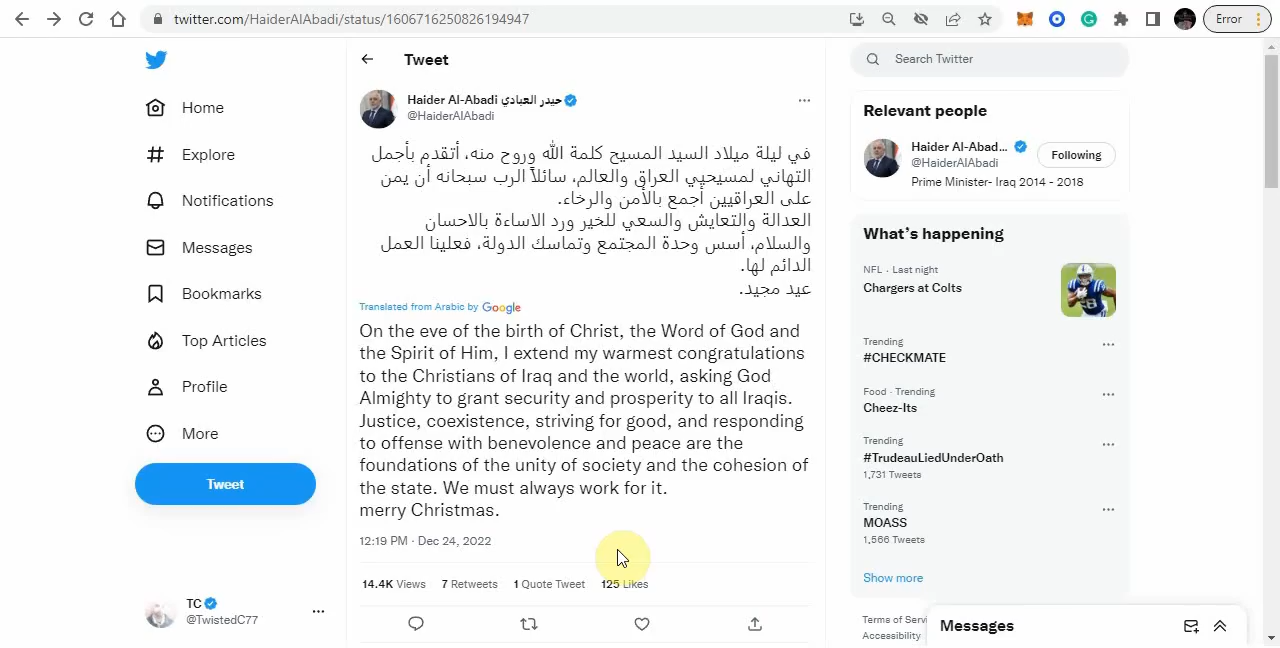 twitter.com/HaiderAlAbadi/status/1606716250826194947
Error
Home
Explore
Notifications
Messages
Bookmarks
Top Articles
Profile
More
Tweet
TC
@TwistedC77
Tweet
Haider Al-Abadi حيدر العبادي
@HaiderAlAbadi
في ليلة ميلاد السيد المسيح كلمة الله وروح منه، أتقدم بأجمل
التهاني لمسيحيي العراق والعالم، سائلاً الرب سبحانه أن يمن
على العراقيين أجمع بالأمن والرخاء.
العدالة والتعايش والسعي للخير ورد الاساءة بالاحسان
والسلام، أسس وحدة المجتمع وتماسك الدولة، فعلينا العمل
الدائم لها.
عيد مجيد.
Translated from Arabic by Google
On the eve of the birth of Christ, the Word of God and
the Spirit of Him, I extend my warmest congratulations
to the Christians of Iraq and the world, asking God
Almighty to grant security and prosperity to all Iraqis.
Justice, coexistence, striving for good, and responding
to offense with benevolence and peace are the
foundations of the unity of society and the cohesion of
the state. We must always work for it.
merry Christmas.
12:19 PM · Dec 24, 2022
14.4K Views 7 Retweets 1 Quote Tweet 125 Likes
Search Twitter
Relevant people
Haider Al-Abad...
@HaiderAlAbadi
Following
Prime Minister- Iraq 2014 - 2018
What's happening
NFL · Last night
Chargers at Colts
Trending
#CHECKMATE
Food · Trending
Cheez-Its
Trending
#TrudeauLiedUnderOath
1,731 Tweets
Trending
MOASS
1,566 Tweets
Show more
Terms of Servi
Accessibility
Messages